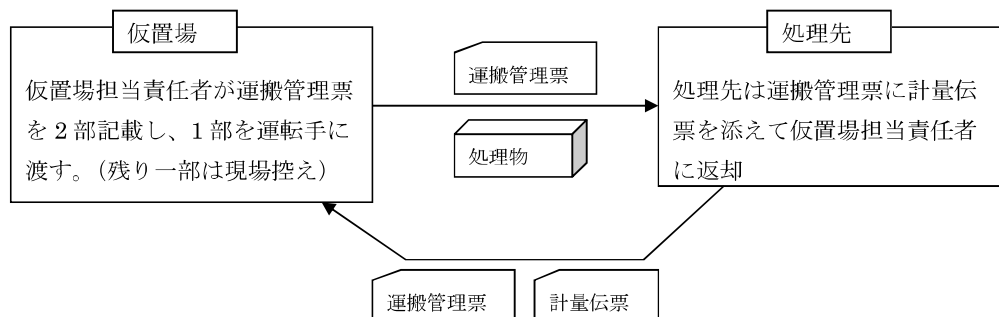 仮置場
仮置場担当責任者が運搬管理票
を2部記載し、1部を運転手に
渡す。（残り一部は現場控え）
運搬管理票
処理物
処理先
処理先は運搬管理票に計量伝
票を添えて仮置場担当責任者
に返却
運搬管理票
計量伝票